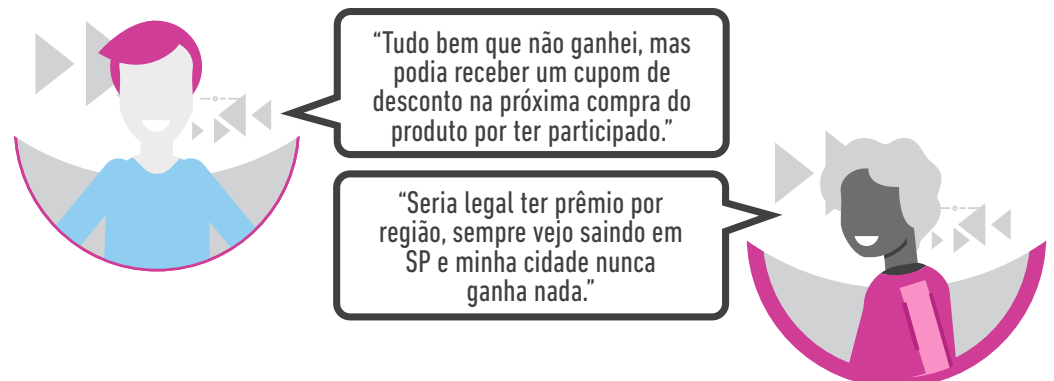 “Tudo bem que não ganhei, mas
podia receber um cupom de
desconto na próxima compra do
produto por ter participado.”
“Seria legal ter prêmio por
região, sempre vejo saindo em
SP e minha cidade nunca
ganha nada.”